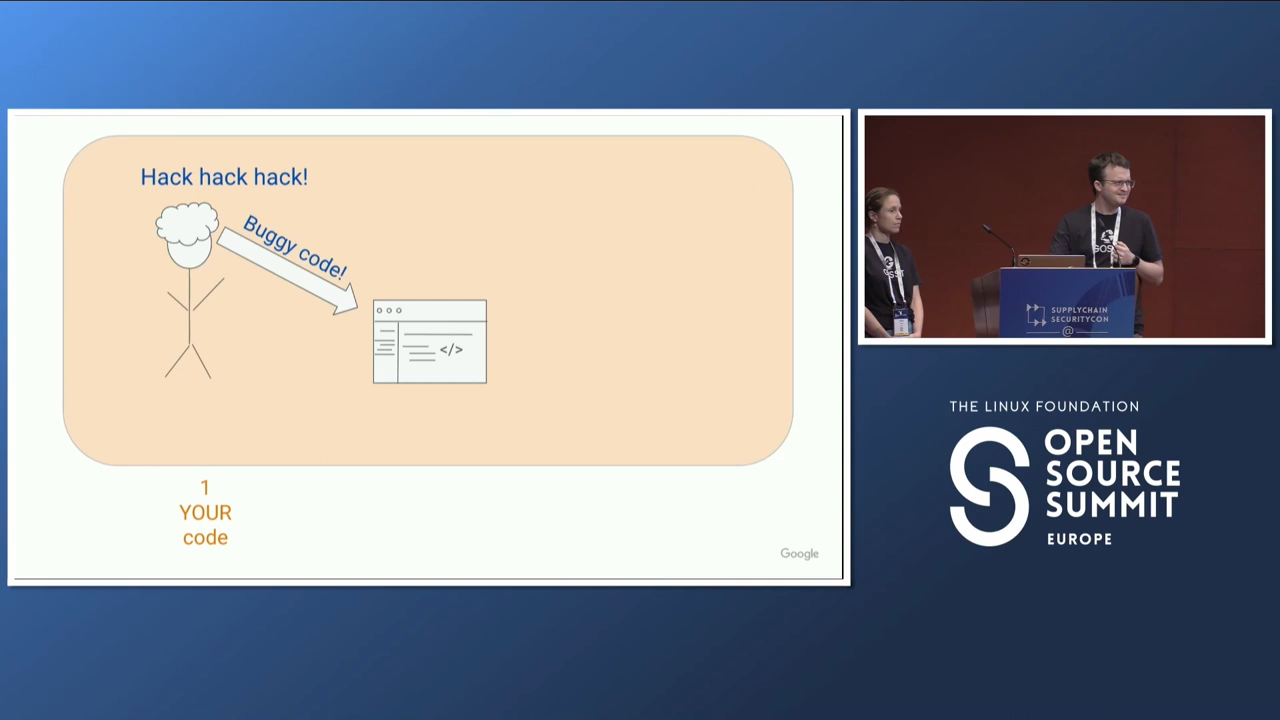 Hack hack hack!
Buggy code!
</>
1
YOUR
code
Google
SUPPLYCHAIN
SECURITYCON
@
THE LINUX FOUNDATION
OPEN
SOURCE
SUMMIT
EUROPE